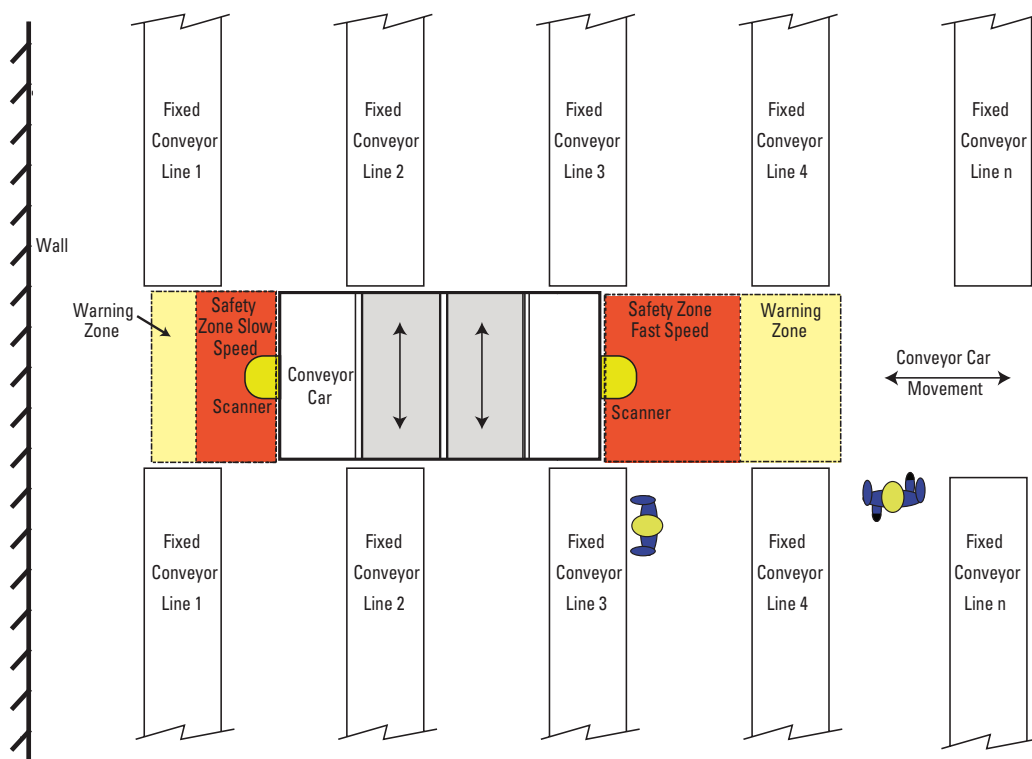 Fixed
Conveyor
Line 1
Fixed
Conveyor
Line 2
Fixed
Conveyor
Line 3
Fixed
Conveyor
Line 4
Fixed
Conveyor
Line n
Wall
Warning
Zone
Safety
Zone Slow
Speed
Scanner
Conveyor
Car
Safety Zone
Fast Speed
Scanner
Warning
Zone
Conveyor Car
Movement
Fixed
Conveyor
Line 1
Fixed
Conveyor
Line 2
Fixed
Conveyor
Line 3
Fixed
Conveyor
Line 4
Fixed
Conveyor
Line n